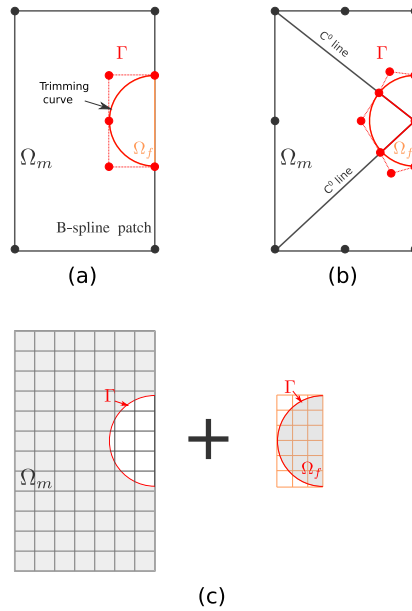 Γ
Trimming
curve
Ω_f
Ω_m
B-spline patch
(a)
C⁰ line
Γ
Ω_m
Ω_f
C⁰ line
(b)
Γ
Ω_m
Γ
Ω_f
(c)